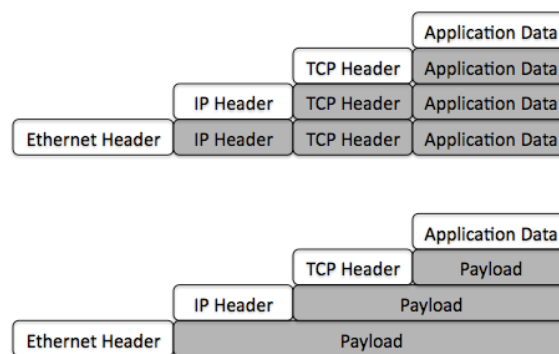 Application Data
TCP Header Application Data
IP Header TCP Header Application Data
Ethernet Header IP Header TCP Header Application Data
Application Data
TCP Header Payload
IP Header Payload
Ethernet Header Payload